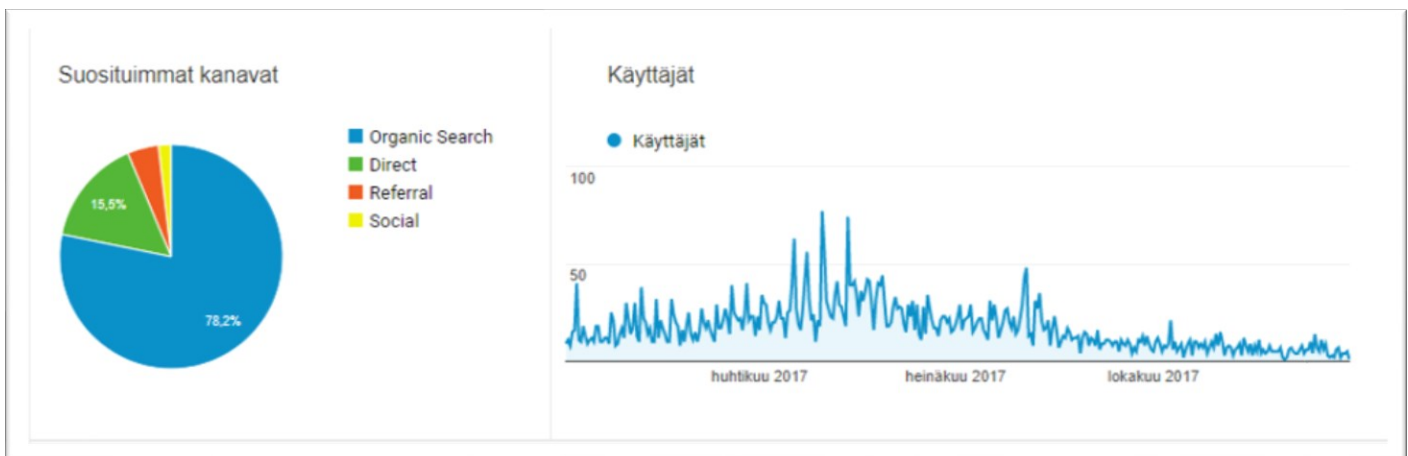 Suosituimmat kanavat
Organic Search
Direct
Referral
Social
15,5%
78,2%
Käyttäjät
Käyttäjät
100
50
huhtikuu 2017
heinäkuu 2017
lokakuu 2017